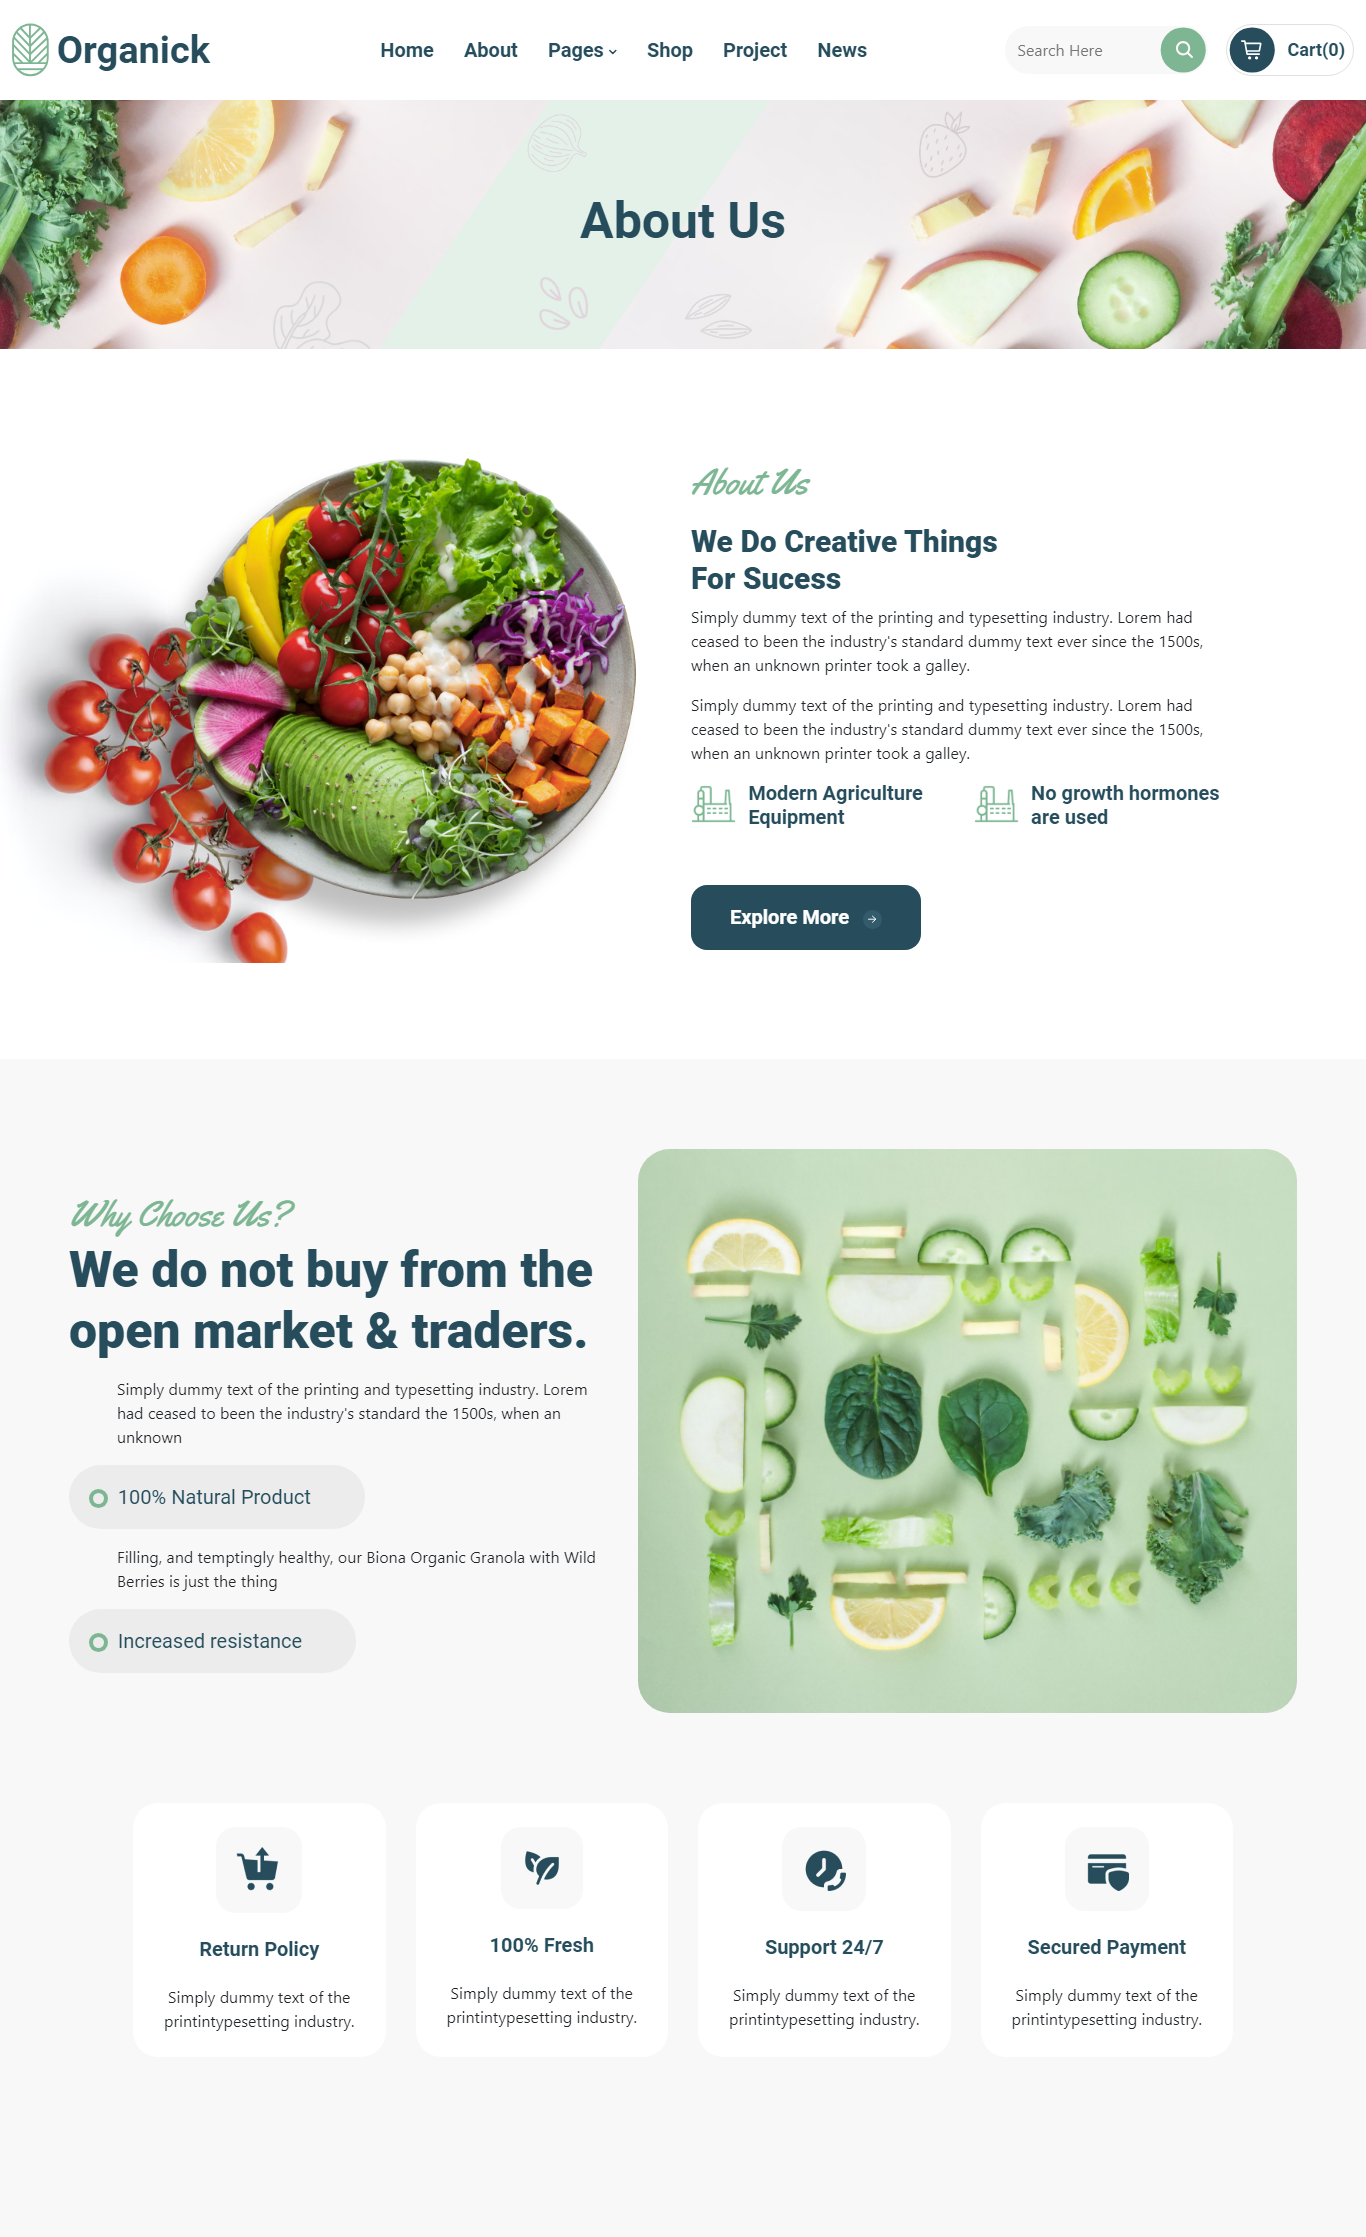 Organick
Home About Pages Shop Project News
Search Here
Cart(0)
About Us
About Us
We Do Creative Things
For Sucess
Simply dummy text of the printing and typesetting industry. Lorem had
ceased to been the industry's standard dummy text ever since the 1500s,
when an unknown printer took a galley.
Simply dummy text of the printing and typesetting industry. Lorem had
ceased to been the industry's standard dummy text ever since the 1500s,
when an unknown printer took a galley.
Modern Agriculture
Equipment
No growth hormones
are used
Explore More
Why Choose Us?
We do not buy from the
open market & traders.
Simply dummy text of the printing and typesetting industry. Lorem
had ceased to been the industry's standard the 1500s, when an
unknown
100% Natural Product
Filling, and temptingly healthy, our Biona Organic Granola with Wild
Berries is just the thing
Increased resistance
Return Policy
Simply dummy text of the
printintypesetting industry.
100% Fresh
Simply dummy text of the
printintypesetting industry.
Support 24/7
Simply dummy text of the
printintypesetting industry.
Secured Payment
Simply dummy text of the
printintypesetting industry.